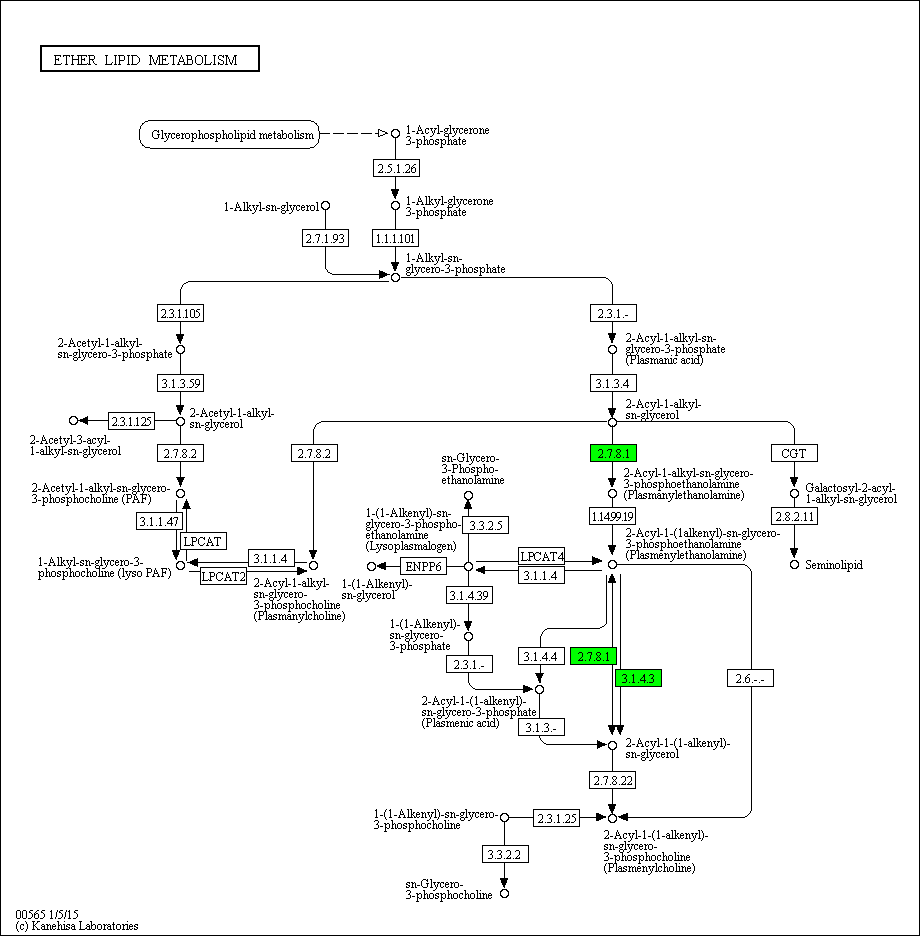 ETHER LIPID METABOLISM
Glycerophospholipid metabolism
1-Acyl-glycerone
3-phosphate
2.5.1.26
1-Alkyl-sn-glycerol
1-Alkyl-glycerone
3-phosphate
2.7.1.93
1.1.1.101
1-Alkyl-sn-
glycero-3-phosphate
2.3.1.105
2.3.1.-
2-Acetyl-1-alkyl-
sn-glycero-3-phosphate
2-Acyl-1-alkyl-sn-
glycero-3-phosphate
(Plasmanic acid)
3.1.3.59
3.1.3.4
2.3.1.125
2-Acetyl-1-alkyl-
sn-glycerol
2-Acyl-1-alkyl-
sn-glycerol
2-Acetyl-3-acyl-
1-alkyl-sn-glycerol
2.7.8.2
2.7.8.2
2.7.8.1
CGT
sn-Glycero-
3-Phospho-
ethanolamine
2-Acetyl-1-alkyl-sn-glycero-
3-phosphocholine (PAF)
2-Acyl-1-alkyl-sn-glycero-
3-phosphoethanolamine
(Plasmanylethanolamine)
Galactosyl-2-acyl-
1-alkyl-sn-glycerol
3.1.1.47
LPCAT
1-(1-Alkenyl)-sn-
glycero-3-phospho-
ethanolamine
(Lysoplasmalogen)
3.3.2.5
1.14.99.19
2.8.2.11
2-Acyl-1-(1alkenyl)-sn-glycero-
3-phosphoethanolamine
(Plasmenylethanolamine)
1-Alkyl-sn-glycero-3-
phosphocholine (lyso PAF)
3.1.1.4
LPCAT2
ENPP6
LPCAT4
3.1.1.4
Seminolipid
2-Acyl-1-alkyl-
sn-glycero-
3-phosphocholine
(Plasmanylcholine)
1-(1-Alkenyl)-
sn-glycerol
3.1.4.39
1-(1-Alkenyl)-
sn-glycero-3-
phosphate
2.3.1.-
3.1.4.4
2.7.8.1
3.1.4.3
2.6.-.-
2-Acyl-1-(1-alkenyl)-
sn-glycero-3-phosphate
(Plasmenic acid)
3.1.3.-
2-Acyl-1-(1-alkenyl)-
sn-glycerol
2.7.8.22
1-(1-Alkenyl)-sn-glycero-
3-phosphocholine
2.3.1.25
2-Acyl-1-(1-alkenyl)-
sn-glycero-
3-phosphocholine
(Plasmenylcholine)
3.3.2.2
sn-Glycero-
3-phosphocholine
00565 1/5/15
(c) Kanehisa Laboratories